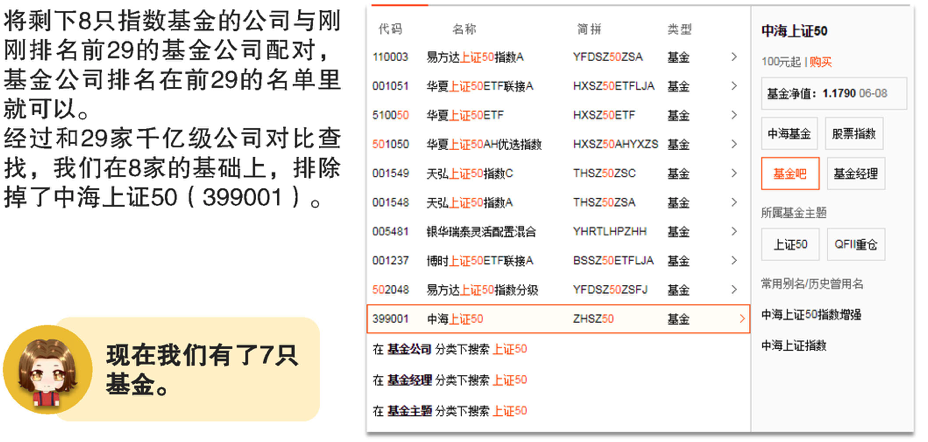 将剩下8只指数基金的公司与刚
刚排名前29的基金公司配对，
基金公司排名在前29的名单里
就可以。
经过和29家千亿级公司对比查
找，我们在8家的基础上，排除
掉了中海上证50（399001）。
现在我们有了7只
基金。
代码 名称 简拼 类型
110003 易方达上证50指数A YFDSZ50ZSA 基金
001051 华夏上证50ETF联接A HXSZ50ETFLJA 基金
510050 华夏上证50ETF HXSZ50ETF 基金
501050 华夏上证50AH优选指数 HXSZ50AHYXZS 基金
001549 天弘上证50指数C THSZ50ZSC 基金
001548 天弘上证50指数A THSZ50ZSA 基金
005481 银华瑞泰灵活配置混合 YHRTLHPZHH 基金
001237 博时上证50ETF联接A BSSZ50ETFLJA 基金
502048 易方达上证50指数分级 YFDSZ50ZSFJ 基金
399001 中海上证50 ZHSZ50 基金
在 基金公司 分类下搜索 上证50
在 基金经理 分类下搜索 上证50
在 基金主题 分类下搜索 上证50
中海上证50
100元起 | 购买
基金净值：1.1790 06-08
中海基金 股票指数
基金吧 基金经理
所属基金主题
上证50 QFII重仓
常用别名/历史曾用名
中海上证50指数增强
中海上证指数